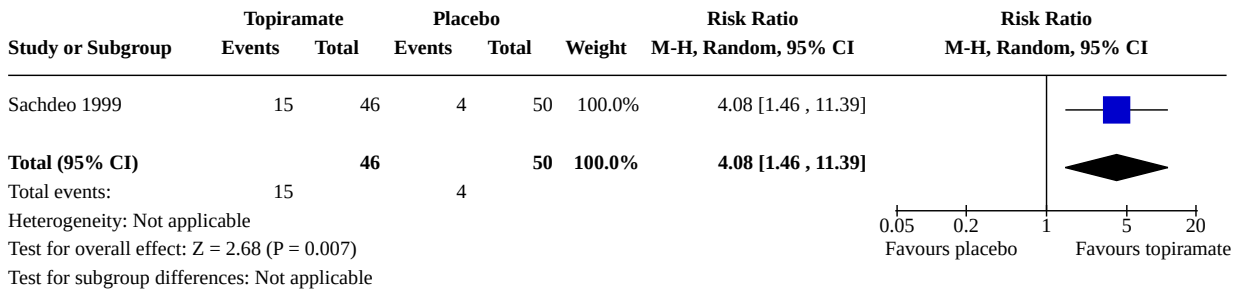 Topiramate Placebo Risk Ratio Risk Ratio
Study or Subgroup Events Total Events Total Weight M-H, Random, 95% CI M-H, Random, 95% CI
Sachdeo 1999 15 46 4 50 100.0% 4.08 [1.46 , 11.39]
Total (95% CI) 46 50 100.0% 4.08 [1.46 , 11.39]
Total events: 15 4
Heterogeneity: Not applicable
Test for overall effect: Z = 2.68 (P = 0.007)
Test for subgroup differences: Not applicable
0.05 0.2 1 5 20
Favours placebo Favours topiramate